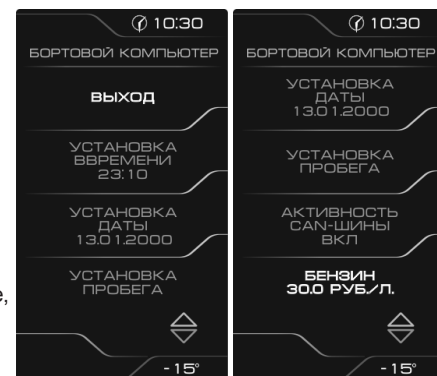 10:30
БОРТОВОЙ КОМПЬЮТЕР
ВЫХОД
УСТАНОВКА
ВВРЕМЕНИ
23:10
УСТАНОВКА
ДАТЫ
13.01.2000
УСТАНОВКА
ПРОБЕГА
-15°
10:30
БОРТОВОЙ КОМПЬЮТЕР
УСТАНОВКА
ДАТЫ
13.01.2000
УСТАНОВКА
ПРОБЕГА
АКТИВНОСТЬ
CAN-ШИНЫ
ВКЛ
БЕНЗИН
30.0 РУБ./Л.
-15°
е,